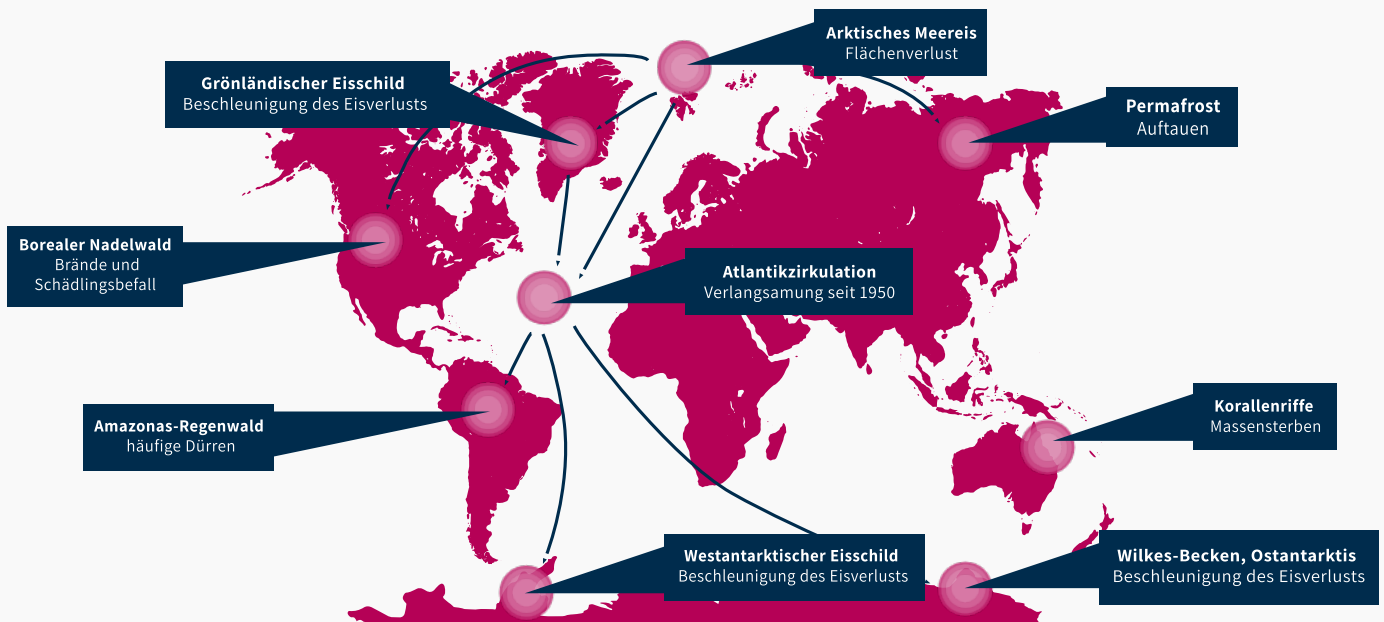 Arktisches Meereis
Flächenverlust
Grönländischer Eisschild
Beschleunigung des Eisverlusts
Permafrost
Auftauen
Borealer Nadelwald
Brände und
Schädlingsbefall
Atlantikzirkulation
Verlangsamung seit 1950
Korallenriffe
Massensterben
Amazonas-Regenwald
häufige Dürren
Westantarktischer Eisschild
Beschleunigung des Eisverlusts
Wilkes-Becken, Ostantarktis
Beschleunigung des Eisverlusts